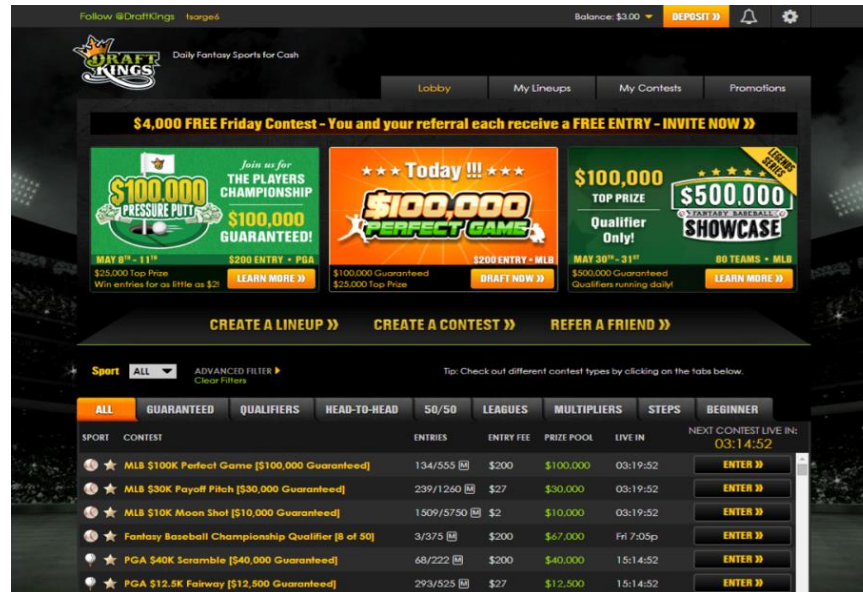 Follow @DraftKings tsarge6 Balance: $3.00 DEPOSIT »
DRAFT KINGS
Daily Fantasy Sports for Cash
Lobby My Lineups My Contests Promotions
$4,000 FREE Friday Contest - You and your referral each receive a FREE ENTRY - INVITE NOW »
$100,000
PRESSURE PUTT
Join us for
THE PLAYERS
CHAMPIONSHIP
$100,000
GUARANTEED!
MAY 8TH - 11TH $200 ENTRY • PGA
$25,000 Top Prize
Win entries for as little as $2!
LEARN MORE »
★★★ Today !!! ★★★
$100,000
PERFECT GAME
$200 ENTRY • MLB
$100,000 Guaranteed
$25,000 Top Prize
DRAFT NOW »
LEGENDS SERIES
$100,000
TOP PRIZE
Qualifier
Only!
$500,000
FANTASY BASEBALL
SHOWCASE
MAY 30TH - 31ST 80 TEAMS • MLB
$500,000 Guaranteed
Qualifiers running daily!
LEARN MORE »
CREATE A LINEUP » CREATE A CONTEST » REFER A FRIEND »
Sport ALL ADVANCED FILTER Tip: Check out different contest types by clicking on the tabs below.
Clear Filters
ALL GUARANTEED QUALIFIERS HEAD-TO-HEAD 50/50 LEAGUES MULTIPLIERS STEPS BEGINNER
SPORT CONTEST ENTRIES ENTRY FEE PRIZE POOL LIVE IN NEXT CONTEST LIVE IN:
03:14:52
MLB $100K Perfect Game [$100,000 Guaranteed] 134/555 M $200 $100,000 03:19:52 ENTER »
MLB $30K Payoff Pitch [$30,000 Guaranteed] 239/1260 M $27 $30,000 03:19:52 ENTER »
MLB $10K Moon Shot [$10,000 Guaranteed] 1509/5750 M $2 $10,000 03:19:52 ENTER »
Fantasy Baseball Championship Qualifier [8 of 50] 3/375 M $200 $67,000 Fri 7:05p ENTER »
PGA $40K Scramble [$40,000 Guaranteed] 68/222 M $200 $40,000 15:14:52 ENTER »
PGA $12.5K Fairway [$12,500 Guaranteed] 293/525 M $27 $12,500 15:14:52 ENTER »